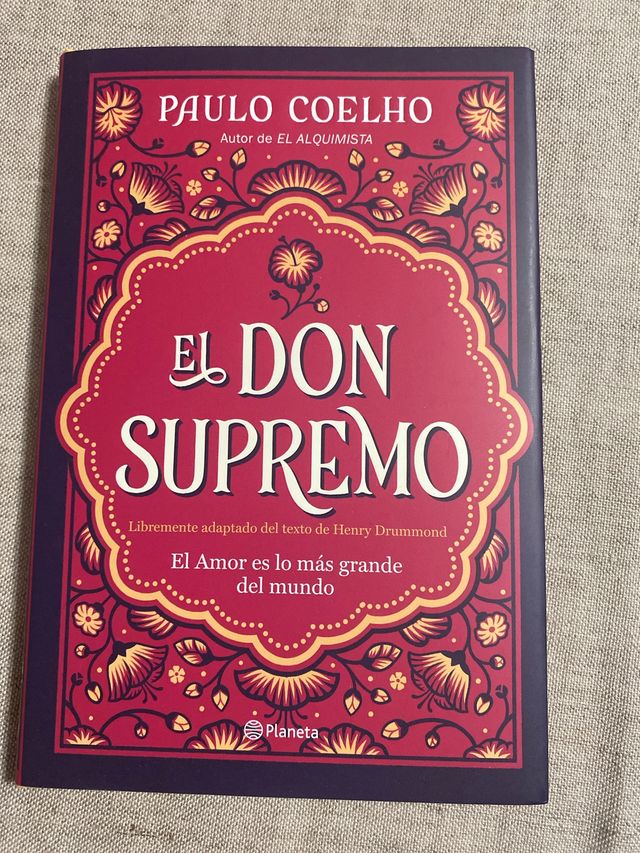 PAULO COELHO
Autor de EL ALQUIMISTA
EL DON
SUPREMO
Libremente adaptado del texto de Henry Drummond
El Amor es lo más grande
del mundo
Planeta